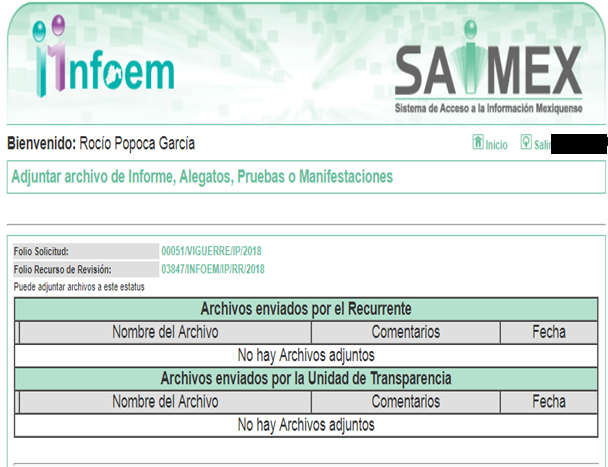 infoem
SAIMEX
Sistema de Acceso a la Información Mexiquense
Bienvenido: Rocío Popoca García
Inicio Salir
Adjuntar archivo de Informe, Alegatos, Pruebas o Manifestaciones
Folio Solicitud: 00051/VIGUERRE/IP/2018
Folio Recurso de Revisión: 03847/INFOEM/IP/RR/2018
Puede adjuntar archivos a este estatus
Archivos enviados por el Recurrente
Nombre del Archivo Comentarios Fecha
No hay Archivos adjuntos
Archivos enviados por la Unidad de Transparencia
Nombre del Archivo Comentarios Fecha
No hay Archivos adjuntos